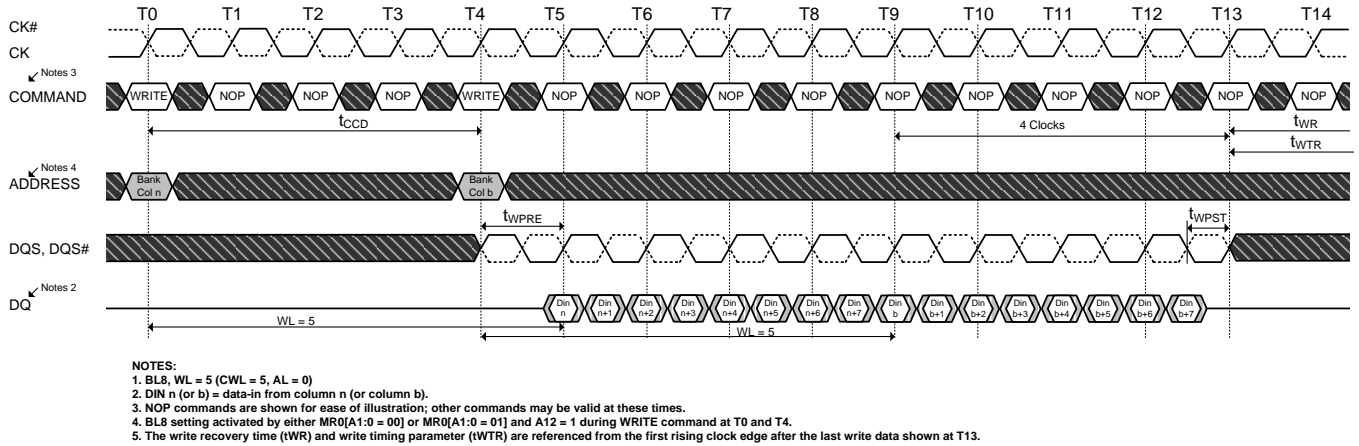 T0 T1 T2 T3 T4 T5 T6 T7 T8 T9 T10 T11 T12 T13 T14
CK#
CK
Notes 3
COMMAND WRITE NOP NOP NOP WRITE NOP NOP NOP NOP NOP NOP NOP NOP NOP NOP
tCCD 4 Clocks tWR
tWTR
Notes 4
ADDRESS Bank Col n Bank Col b
tWPRE tWPST
DQS, DQS#
Notes 2
DQ Din n Din n+1 Din n+2 Din n+3 Din n+4 Din n+5 Din n+6 Din n+7 Din b Din b+1 Din b+2 Din b+3 Din b+4 Din b+5 Din b+6 Din b+7
WL = 5 WL = 5
NOTES:
1. BL8, WL = 5 (CWL = 5, AL = 0)
2. DIN n (or b) = data-in from column n (or column b).
3. NOP commands are shown for ease of illustration; other commands may be valid at these times.
4. BL8 setting activated by either MR0[A1:0 = 00] or MR0[A1:0 = 01] and A12 = 1 during WRITE command at T0 and T4.
5. The write recovery time (tWR) and write timing parameter (tWTR) are referenced from the first rising clock edge after the last write data shown at T13.